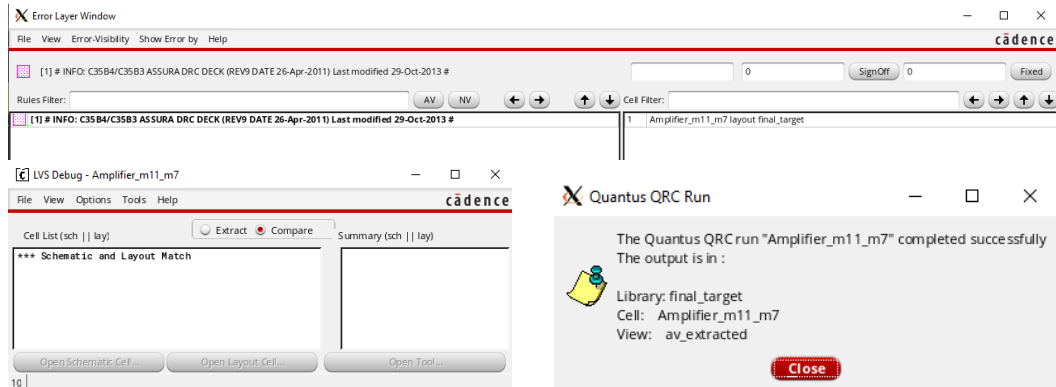 Error Layer Window
File View Error-Visibility Show Error by Help
cādence
[1] # INFO: C35B4/C35B3 ASSURA DRC DECK (REV9 DATE 26-Apr-2011) Last modified 29-Oct-2013 #
0 SignOff 0 Fixed
Rules Filter: AV NV Cell Filter:
[1] # INFO: C35B4/C35B3 ASSURA DRC DECK (REV9 DATE 26-Apr-2011) Last modified 29-Oct-2013 #
1 Amplifier_m11_m7 layout final_target
LVS Debug - Amplifier_m11_m7
File View Options Tools Help
cādence
Cell List (sch || lay) Extract Compare Summary (sch || lay)
*** Schematic and Layout Match
Open Schematic Cell... Open Layout Cell... Open Tool...
10
Quantus QRC Run
The Quantus QRC run "Amplifier_m11_m7" completed successfully
The output is in :
Library: final_target
Cell: Amplifier_m11_m7
View: av_extracted
Close